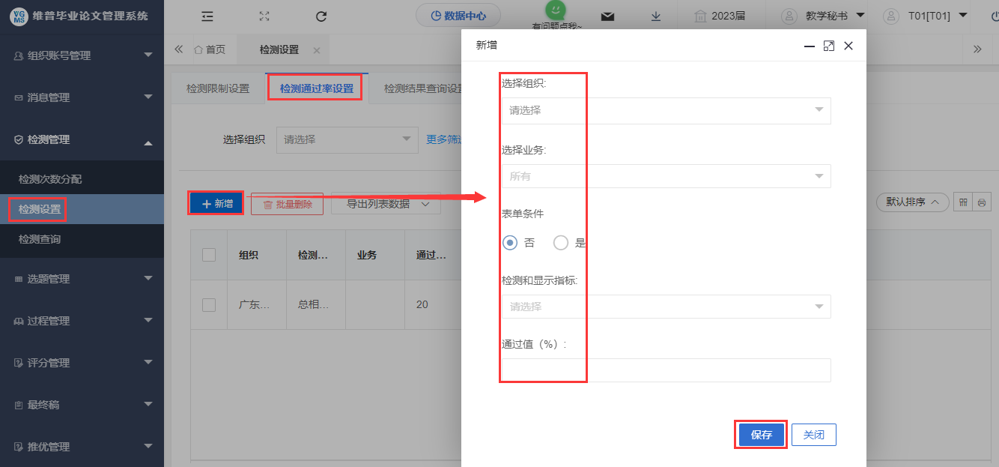 VG
MS
维普毕业论文管理系统
数据中心
有问题点我~
2023届
教学秘书
T01[T01]
首页
检测设置
组织账号管理
消息管理
检测管理
检测次数分配
检测设置
检测查询
选题管理
过程管理
评分管理
最终稿
推优管理
检测限制设置
检测通过率设置
检测结果查询设置
选择组织
请选择
更多筛选
新增
批量删除
导出列表数据
默认排序
组织
检测...
业务
通过...
广东...
总相...
20
新增
选择组织:
请选择
选择业务:
所有
表单条件
否
是
检测和显示指标:
请选择
通过值（%）:
保存
关闭